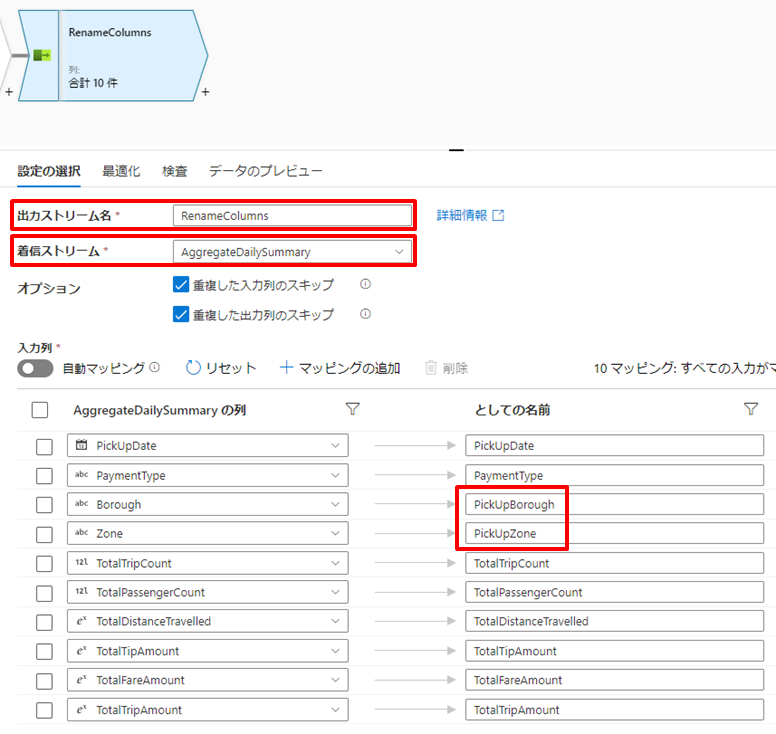 RenameColumns
列:
合計 10 件
+ +
設定の選択 最適化 検査 データのプレビュー
出力ストリーム名 * RenameColumns 詳細情報
着信ストリーム * AggregateDailySummary
オプション 重複した入力列のスキップ
重複した出力列のスキップ
入力列 *
自動マッピング リセット + マッピングの追加 削除 10 マッピング: すべての入力がマ
AggregateDailySummary の列 としての名前
PickUpDate PickUpDate
abc PaymentType PaymentType
abc Borough PickUpBorough
abc Zone PickUpZone
12l TotalTripCount TotalTripCount
12l TotalPassengerCount TotalPassengerCount
eˣ TotalDistanceTravelled TotalDistanceTravelled
eˣ TotalTipAmount TotalTipAmount
eˣ TotalFareAmount TotalFareAmount
eˣ TotalTripAmount TotalTripAmount